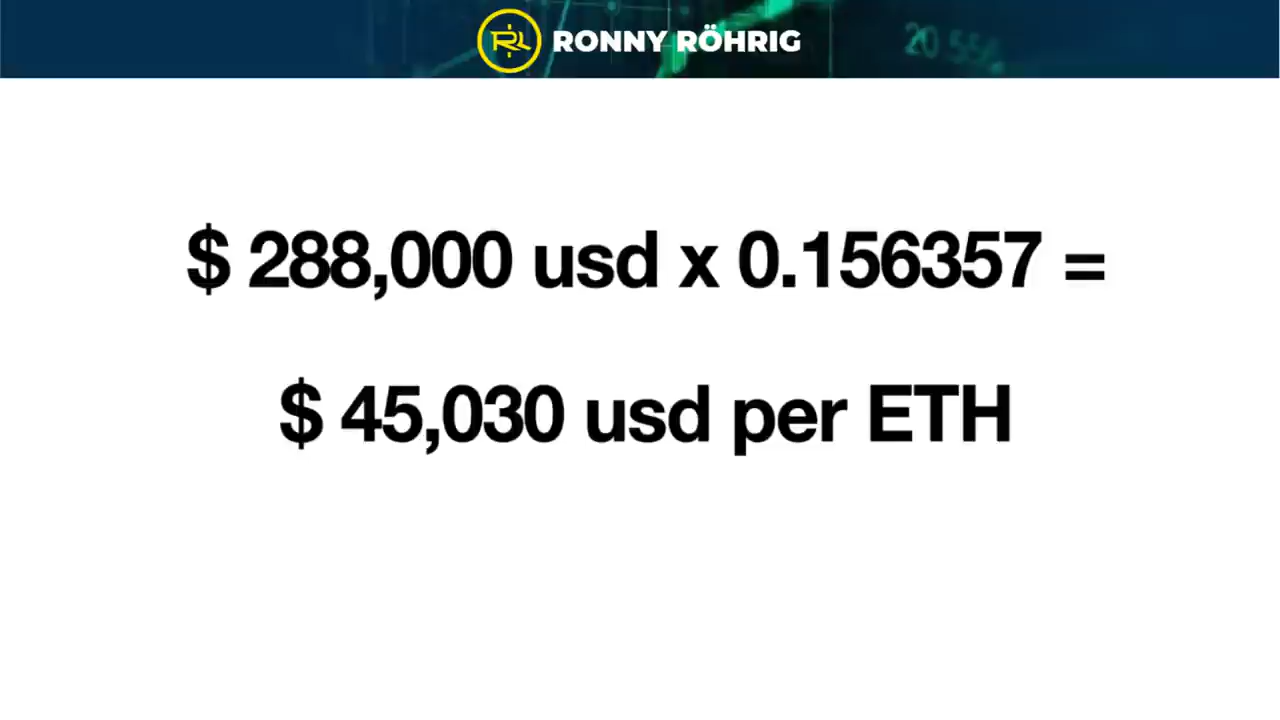 RONNY RÖHRIG
$ 288,000 usd x 0.156357 =
$ 45,030 usd per ETH